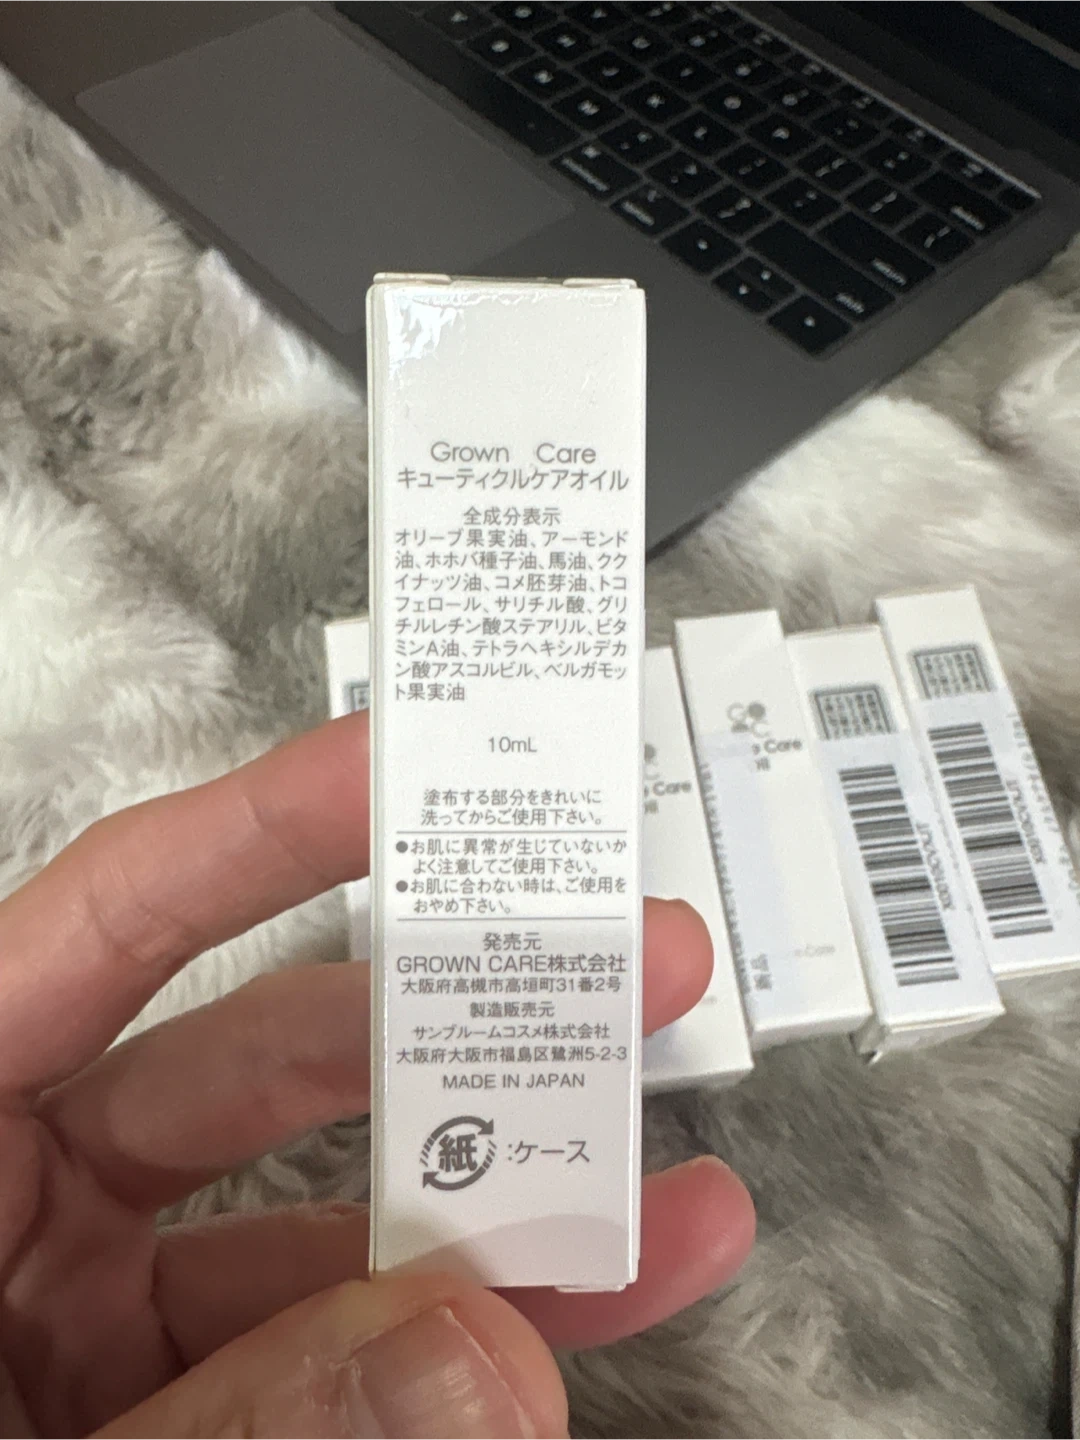 Grown Care
キューティクルケアオイル
全成分表示
オリーブ果実油、アーモンド
油、ホホバ種子油、馬油、クク
イナッツ油、コメ胚芽油、トコ
フェロール、サリチル酸、グリ
チルレチン酸ステアリル、ビタ
ミンA油、テトラヘキシルデカ
ン酸アスコルビル、ベルガモッ
ト果実油
10mL
塗布する部分をきれいに
洗ってからご使用下さい。
●お肌に異常が生じていないか
よく注意してご使用下さい。
●お肌に合わない時は、ご使用を
おやめ下さい。
発売元
GROWN CARE株式会社
大阪府高槻市高垣町31番2号
製造販売元
サンブルームコスメ株式会社
大阪府大阪市福島区鷺洲5-2-3
MADE IN JAPAN
紙:ケース
Care
Care